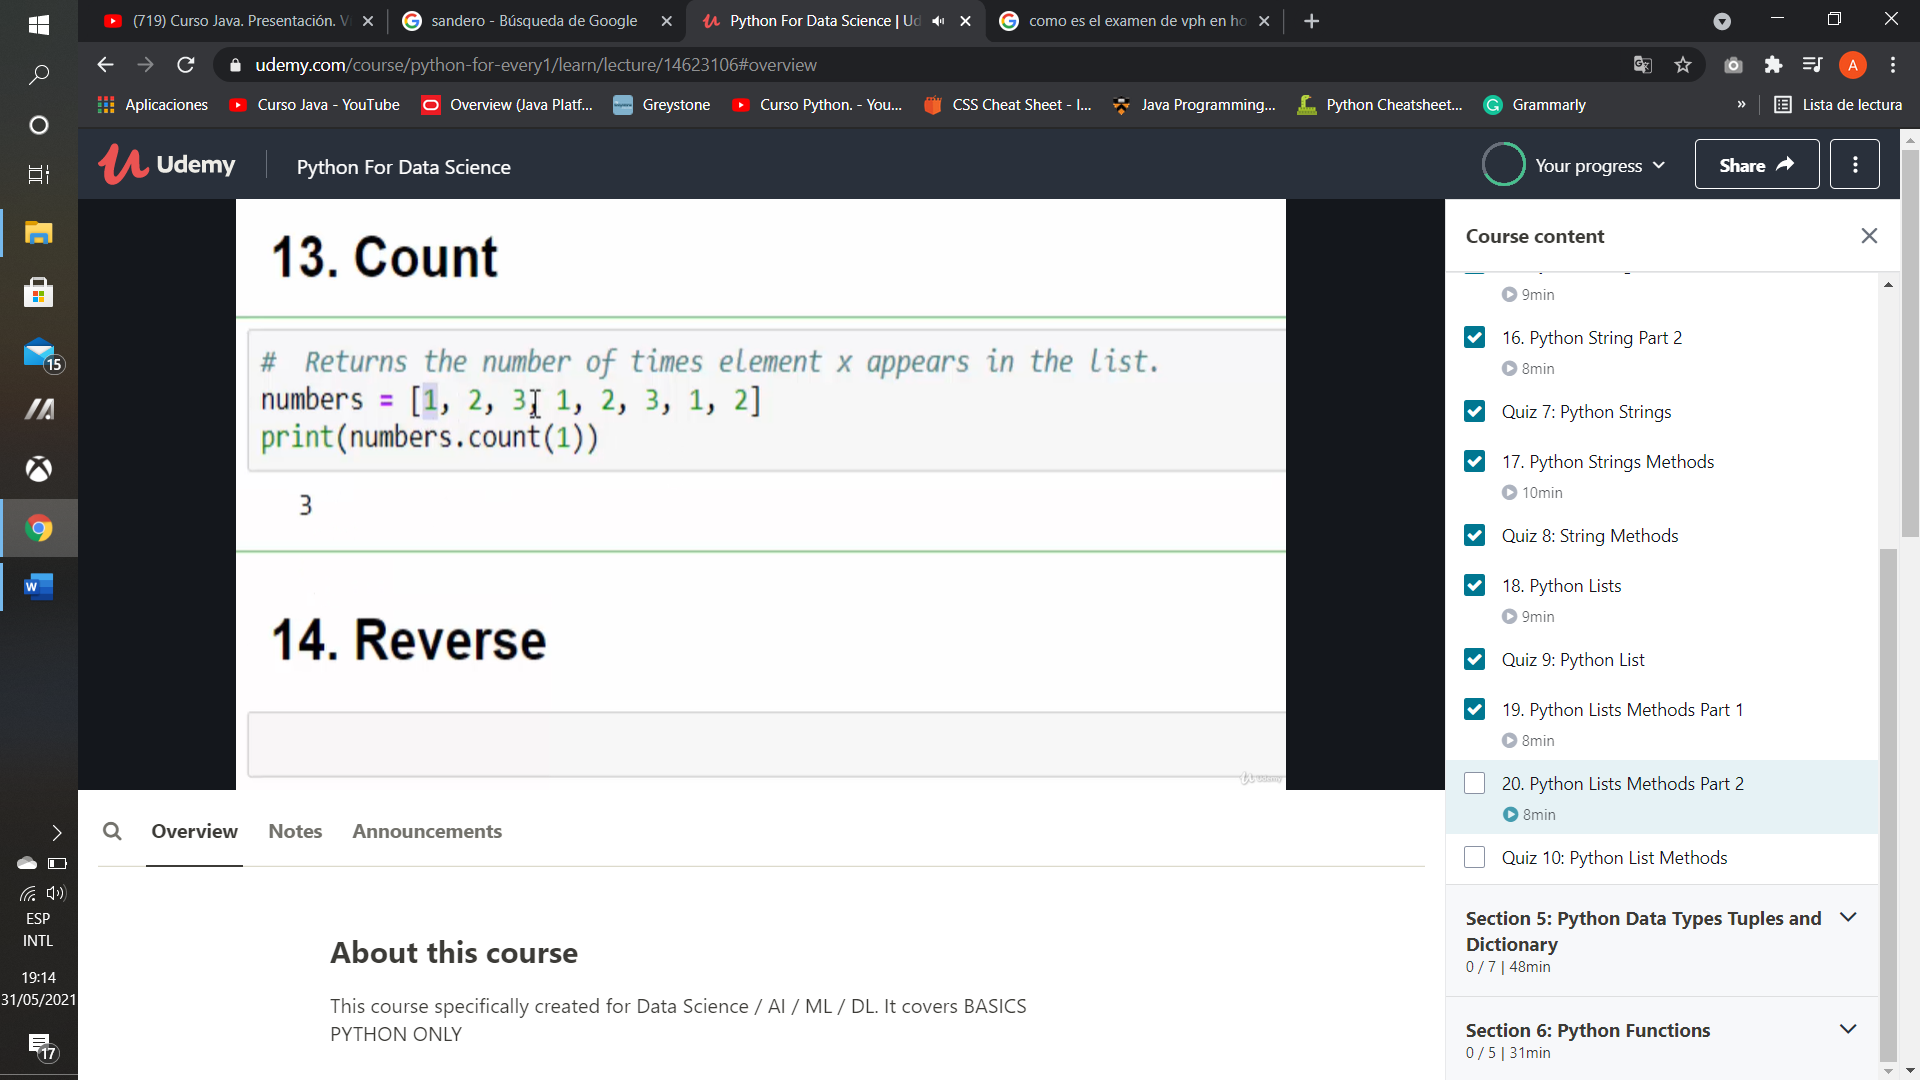 (719) Curso Java. Presentación. V
sandero - Búsqueda de Google
Python For Data Science | Ud
como es el examen de vph en ho
udemy.com/course/python-for-every1/learn/lecture/14623106#overview
A
Aplicaciones
Curso Java - YouTube
Overview (Java Platf...
Greystone
Curso Python. - You...
CSS Cheat Sheet - I...
Java Programming...
Python Cheatsheet...
Grammarly
»
Lista de lectura
Udemy
Python For Data Science
Your progress
Share
13. Count
# Returns the number of times element x appears in the list.
numbers = [1, 2, 3, 1, 2, 3, 1, 2]
print(numbers.count(1))
3
14. Reverse
Udemy
Overview
Notes
Announcements
About this course
This course specifically created for Data Science / AI / ML / DL. It covers BASICS
PYTHON ONLY
Course content
9min
16. Python String Part 2
8min
Quiz 7: Python Strings
17. Python Strings Methods
10min
Quiz 8: String Methods
18. Python Lists
9min
Quiz 9: Python List
19. Python Lists Methods Part 1
8min
20. Python Lists Methods Part 2
8min
Quiz 10: Python List Methods
Section 5: Python Data Types Tuples and
Dictionary
0 / 7 | 48min
Section 6: Python Functions
0 / 5 | 31min
15
W
ESP
INTL
19:14
31/05/2021
17